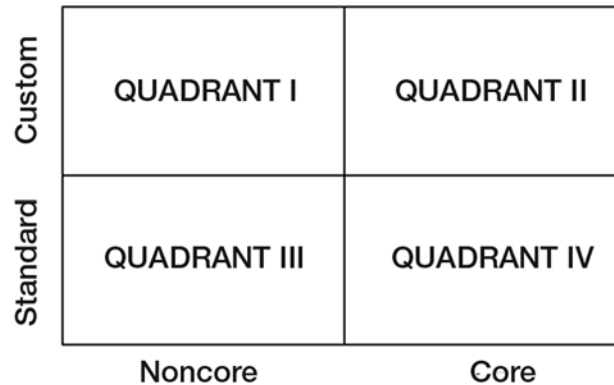 Custom
QUADRANT I
QUADRANT II
Standard
QUADRANT III
QUADRANT IV
Noncore
Core